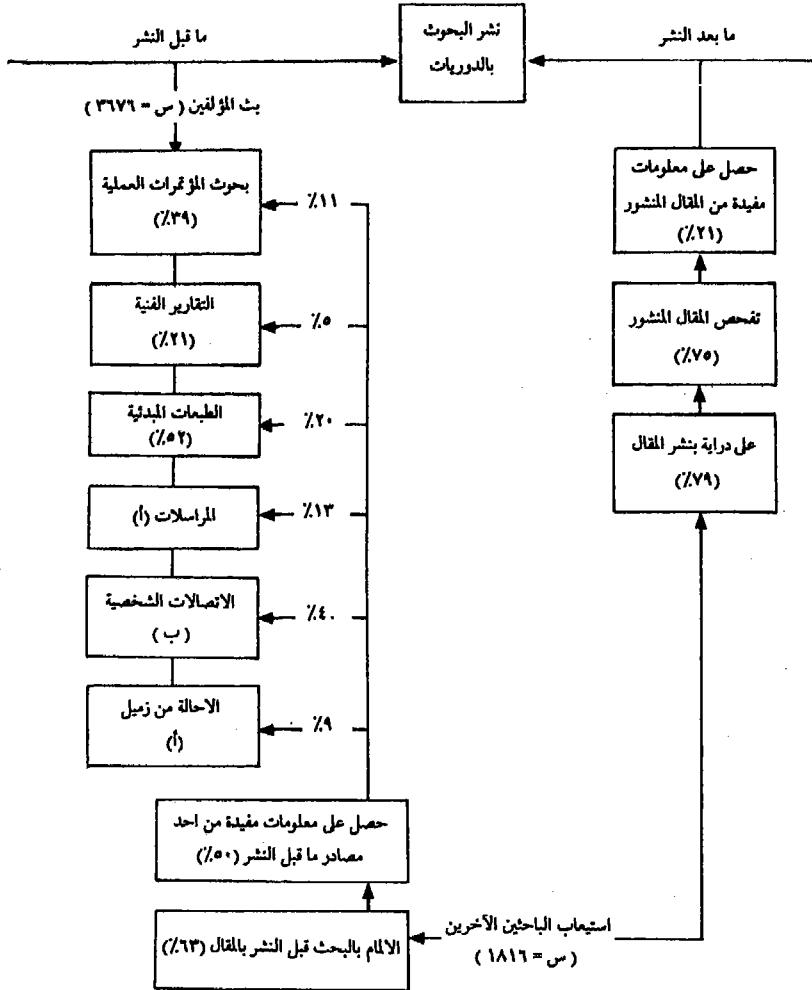 ما بعد النشر
نشر البحوث
بالدوريات
ما قبل النشر
بث المؤلفين (س = ٣٦٧٦)
بحوث المؤتمرات العملية
(٣٩٪)
١١٪
التقارير الفنية
(٢١٪)
٥٪
الطبعات المبدئية
(٥٢٪)
٢٠٪
المراسلات (أ)
١٣٪
الاتصالات الشخصية
(ب)
٤٠٪
الاحالة من زميل
(أ)
٩٪
حصل على معلومات مفيدة من احد
مصادر ما قبل النشر (٥٠٪)
الالمام بالبحث قبل النشر بالمقال (٦٣٪)
استيعاب الباحثين الآخرين
(س = ١٨١٦)
حصل على معلومات
مفيدة من المقال المنشور
(٢١٪)
تفحص المقال المنشور
(٧٥٪)
على دراية بنشر المقال
(٧٩٪)